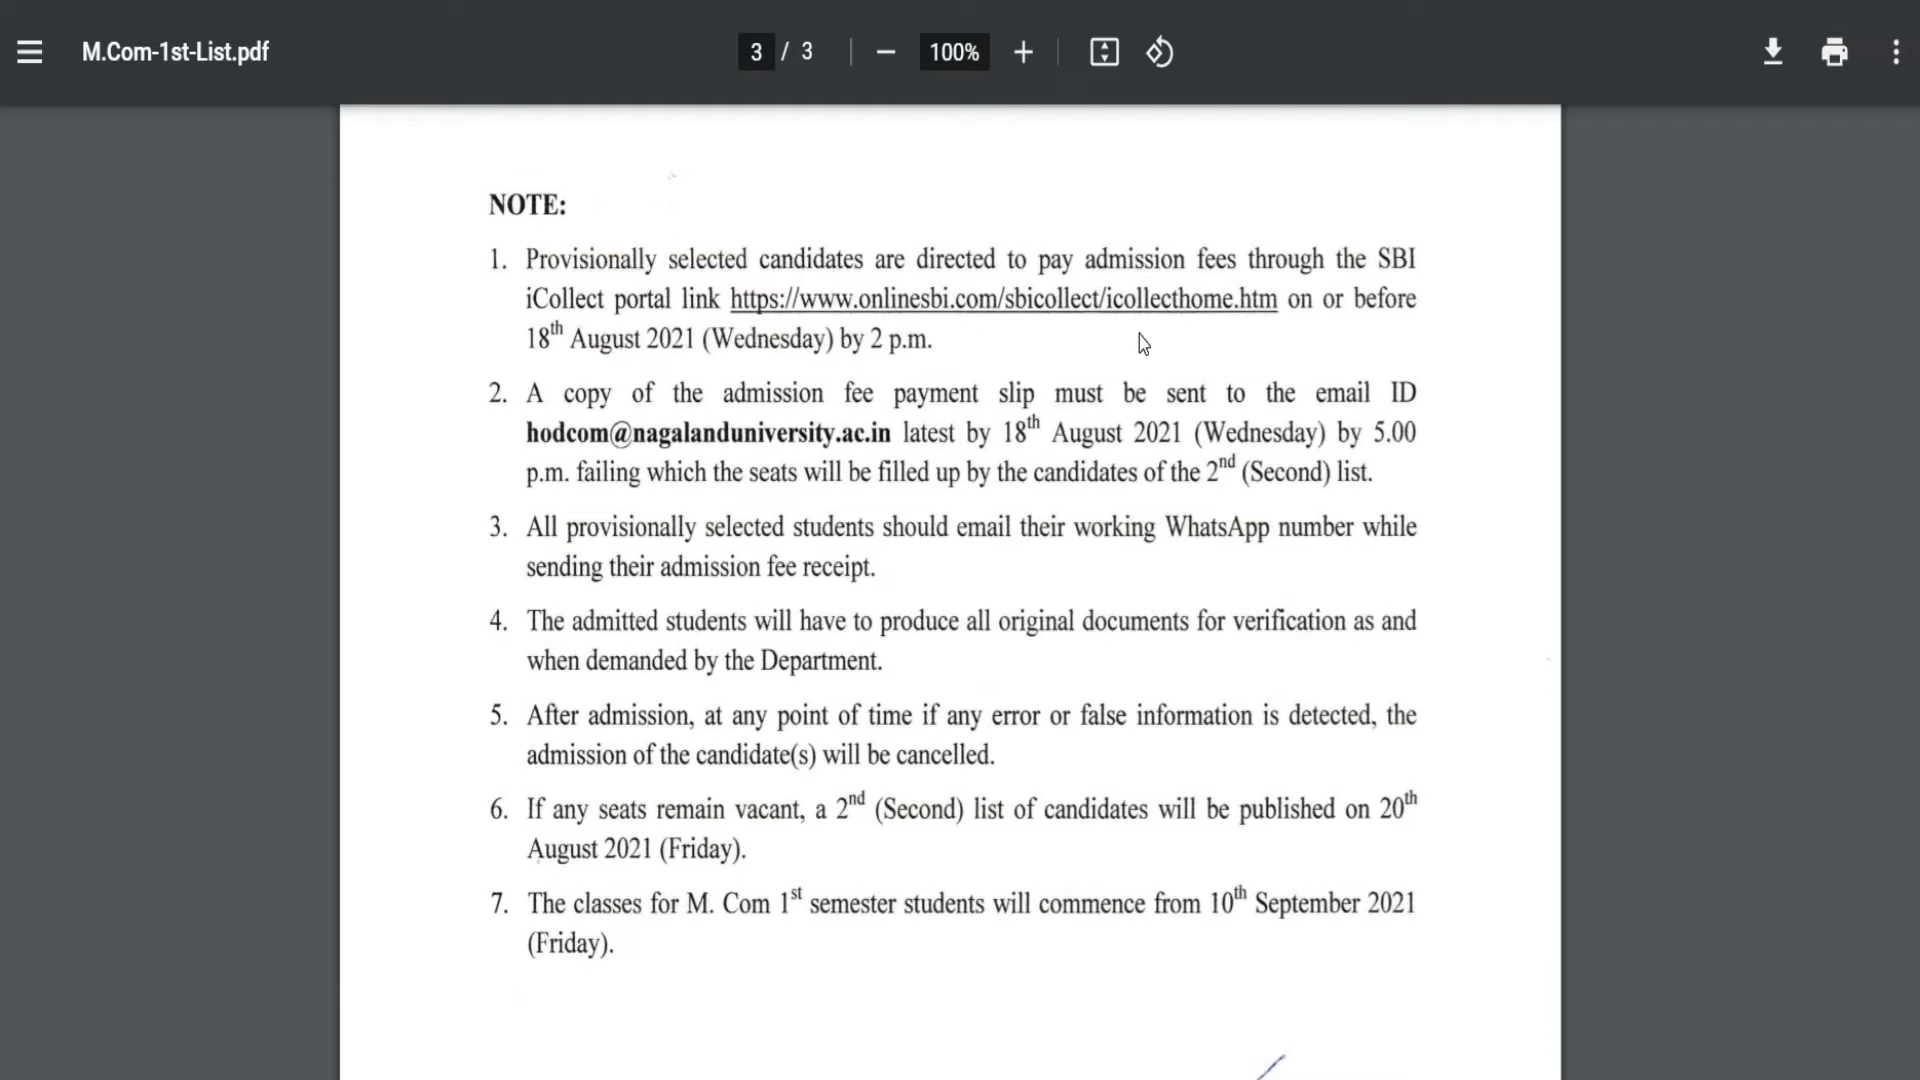 M.Com-1st-List.pdf
3 / 3
100%
NOTE:
1. Provisionally selected candidates are directed to pay admission fees through the SBI
iCollect portal link https://www.onlinesbi.com/sbicollect/icollecthome.htm on or before
18th August 2021 (Wednesday) by 2 p.m.
2. A copy of the admission fee payment slip must be sent to the email ID
hodcom@nagalanduniversity.ac.in latest by 18th August 2021 (Wednesday) by 5.00
p.m. failing which the seats will be filled up by the candidates of the 2nd (Second) list.
3. All provisionally selected students should email their working WhatsApp number while
sending their admission fee receipt.
4. The admitted students will have to produce all original documents for verification as and
when demanded by the Department.
5. After admission, at any point of time if any error or false information is detected, the
admission of the candidate(s) will be cancelled.
6. If any seats remain vacant, a 2nd (Second) list of candidates will be published on 20th
August 2021 (Friday).
7. The classes for M. Com 1st semester students will commence from 10th September 2021
(Friday).